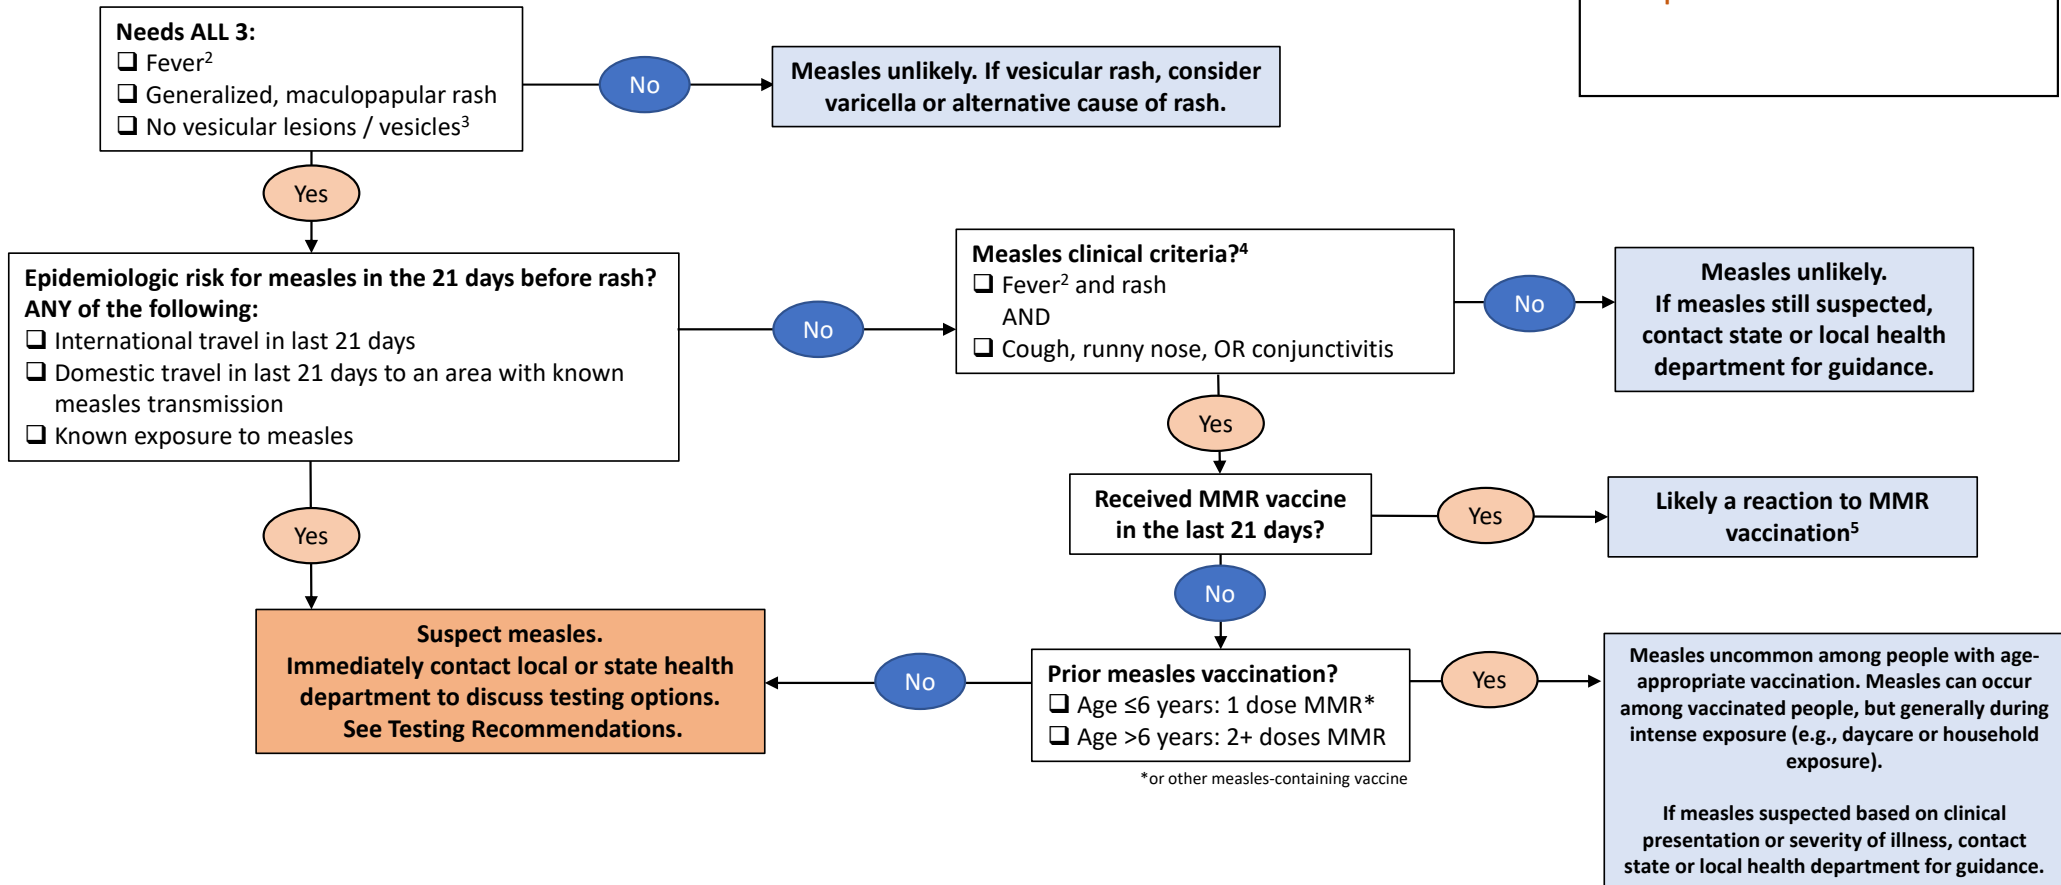 Needs ALL 3:
❑ Fever²
❑ Generalized, maculopapular rash
❑ No vesicular lesions / vesicles³
No
Measles unlikely. If vesicular rash, consider
varicella or alternative cause of rash.
Yes
Epidemiologic risk for measles in the 21 days before rash?
ANY of the following:
❑ International travel in last 21 days
❑ Domestic travel in last 21 days to an area with known
measles transmission
❑ Known exposure to measles
No
Measles clinical criteria?⁴
❑ Fever² and rash
AND
❑ Cough, runny nose, OR conjunctivitis
No
Measles unlikely.
If measles still suspected,
contact state or local health
department for guidance.
Yes
Received MMR vaccine
in the last 21 days?
Yes
Likely a reaction to MMR
vaccination⁵
Yes
No
Suspect measles.
Immediately contact local or state health
department to discuss testing options.
See Testing Recommendations.
No
Prior measles vaccination?
❑ Age ≤6 years: 1 dose MMR*
❑ Age >6 years: 2+ doses MMR
*or other measles-containing vaccine
Yes
Measles uncommon among people with age-
appropriate vaccination. Measles can occur
among vaccinated people, but generally during
intense exposure (e.g., daycare or household
exposure).
If measles suspected based on clinical
presentation or severity of illness, contact
state or local health department for guidance.